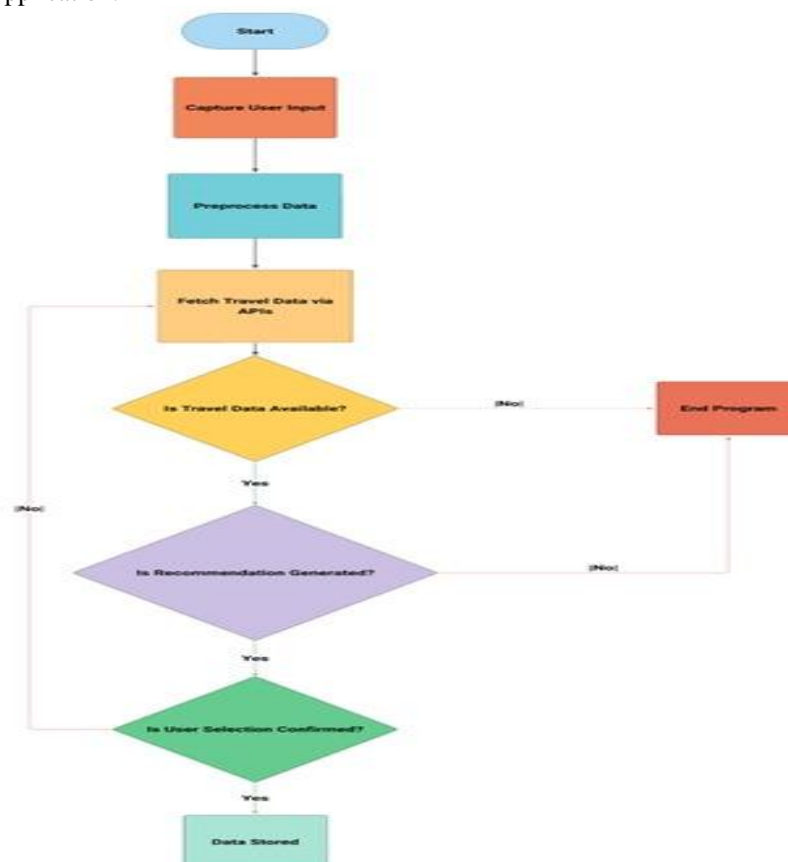 Start
Capture User Input
Preprocess Data
Fetch Travel Data via
APIs
Is Travel Data Available?
|No|
End Program
Yes
|No|
Is Recommendation Generated?
|No|
Yes
Is User Selection Confirmed?
Yes
Data Stored